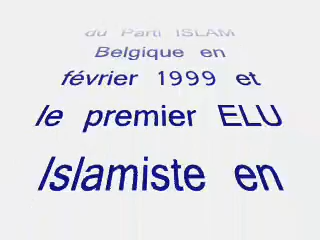 du Parti ISLAM
Belgique en
février 1999 et
le premier ELU
Islamiste en